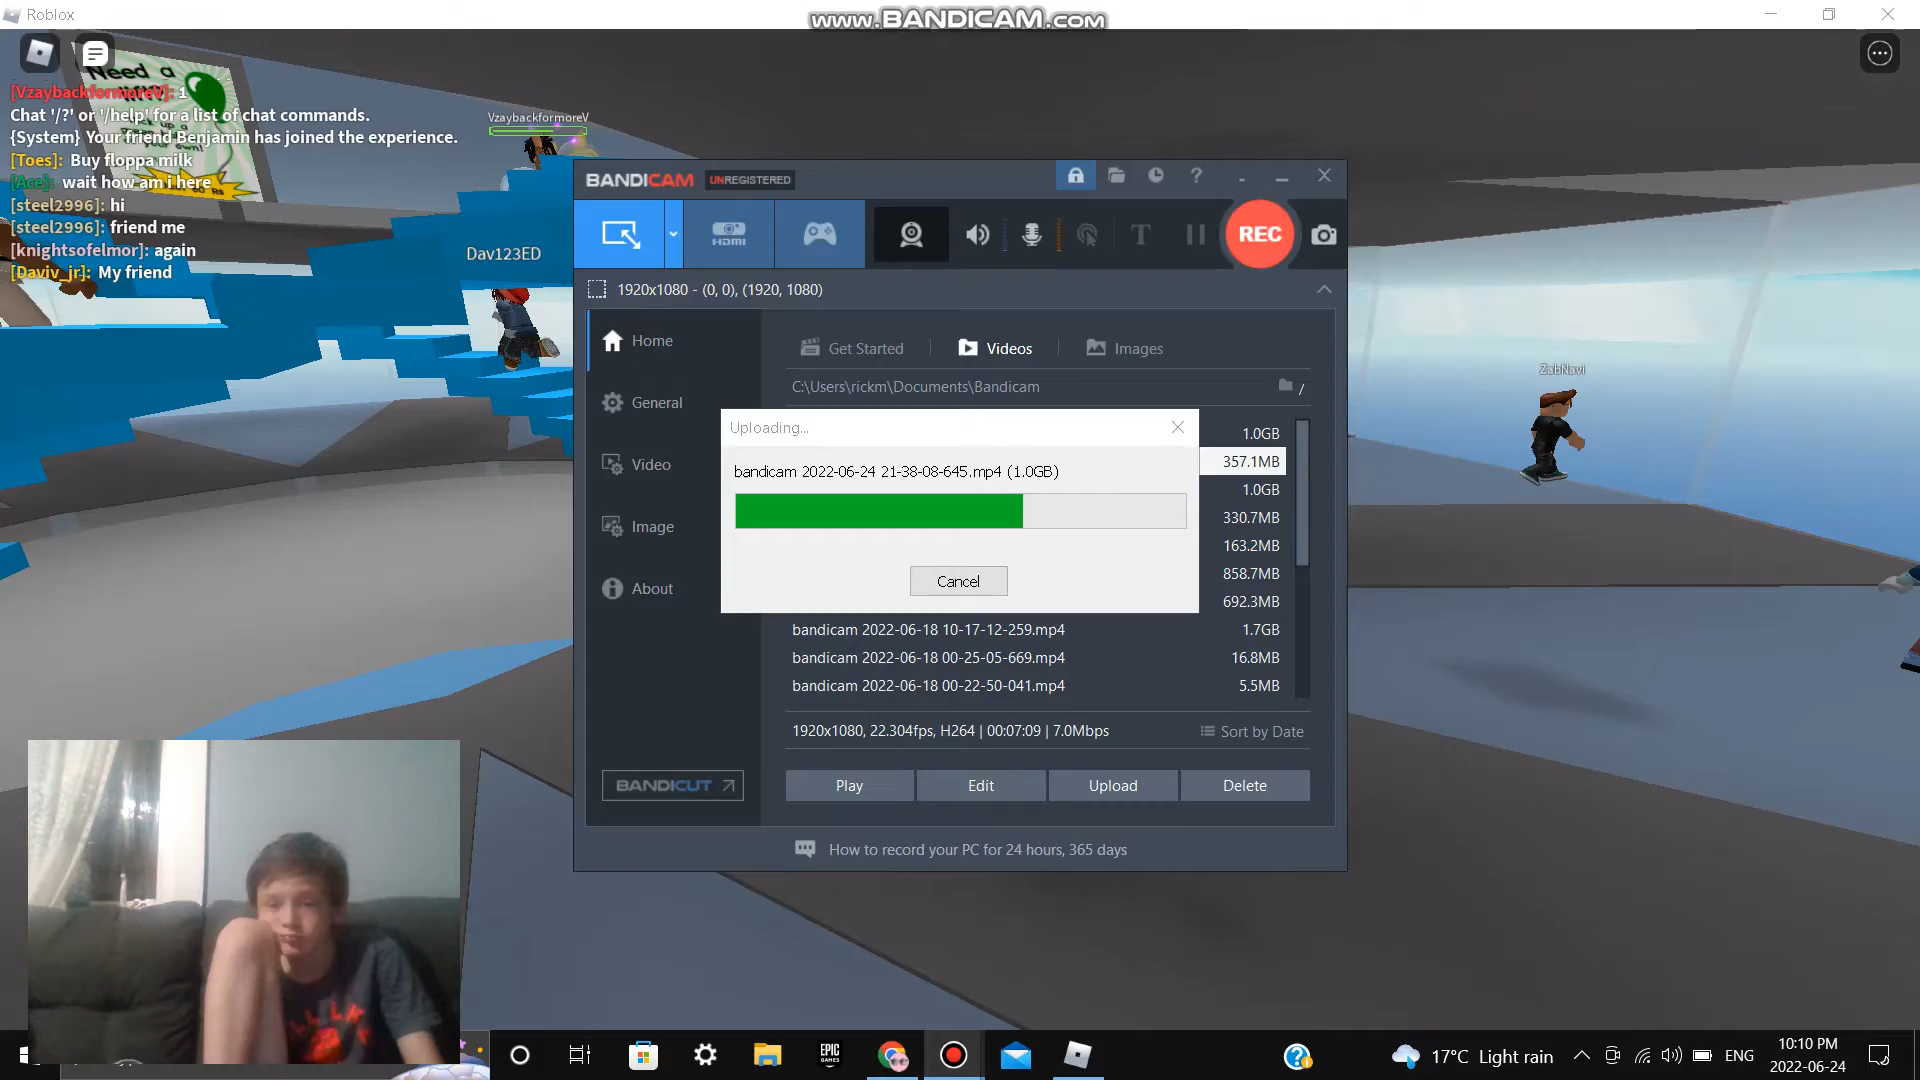 Roblox
www.BANDICAM.com
Need a
[VzaybackformoreV]: 1
Chat '/?' or '/help' for a list of chat commands.
{System} Your friend Benjamin has joined the experience.
[Toes]: Buy floppa milk
[Ace]: wait how am i here
[steel2996]: hi
[steel2996]: friend me
[knightsofelmor]: again
[Daviv_jr]: My friend
VzaybackformoreV
Dav123ED
ZabNavi
BANDICAM UNREGISTERED
?
HDMI
T
REC
1920x1080 - (0, 0), (1920, 1080)
Home
General
Video
Image
About
BANDICUT
Get Started
Videos
Images
C:\Users\rickm\Documents\Bandicam
/
Uploading...
bandicam 2022-06-24 21-38-08-645.mp4 (1.0GB)
Cancel
1.0GB
357.1MB
1.0GB
330.7MB
163.2MB
858.7MB
692.3MB
bandicam 2022-06-18 10-17-12-259.mp4 1.7GB
bandicam 2022-06-18 00-25-05-669.mp4 16.8MB
bandicam 2022-06-18 00-22-50-041.mp4 5.5MB
1920x1080, 22.304fps, H264 | 00:07:09 | 7.0Mbps
Sort by Date
Play
Edit
Upload
Delete
How to record your PC for 24 hours, 365 days
EPIC
GAMES
17°C Light rain
ENG
10:10 PM
2022-06-24